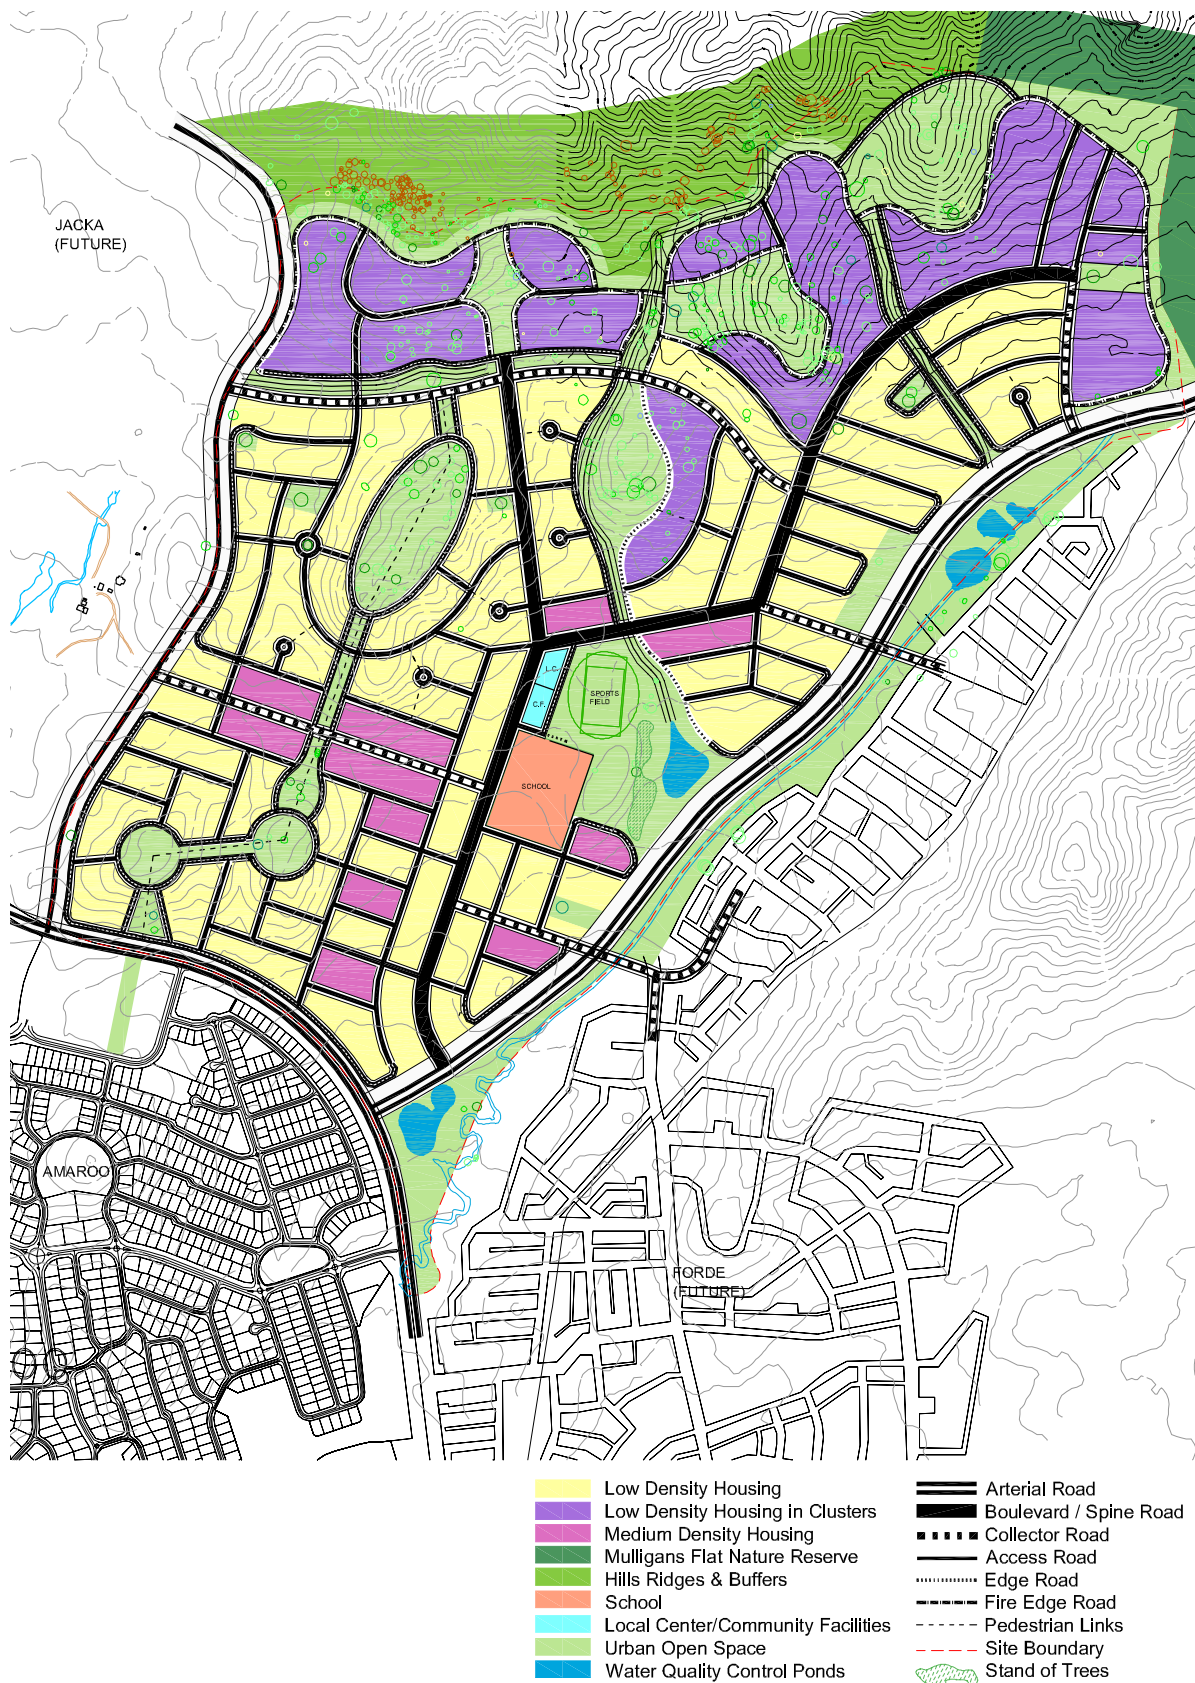 JACKA
(FUTURE)
L.C.
C.F.
SPORTS
FIELD
SCHOOL
AMAROO
FORDE
(FUTURE)
Low Density Housing
Low Density Housing in Clusters
Medium Density Housing
Mulligans Flat Nature Reserve
Hills Ridges & Buffers
School
Local Center/Community Facilities
Urban Open Space
Water Quality Control Ponds
Arterial Road
Boulevard / Spine Road
Collector Road
Access Road
Edge Road
Fire Edge Road
Pedestrian Links
Site Boundary
Stand of Trees